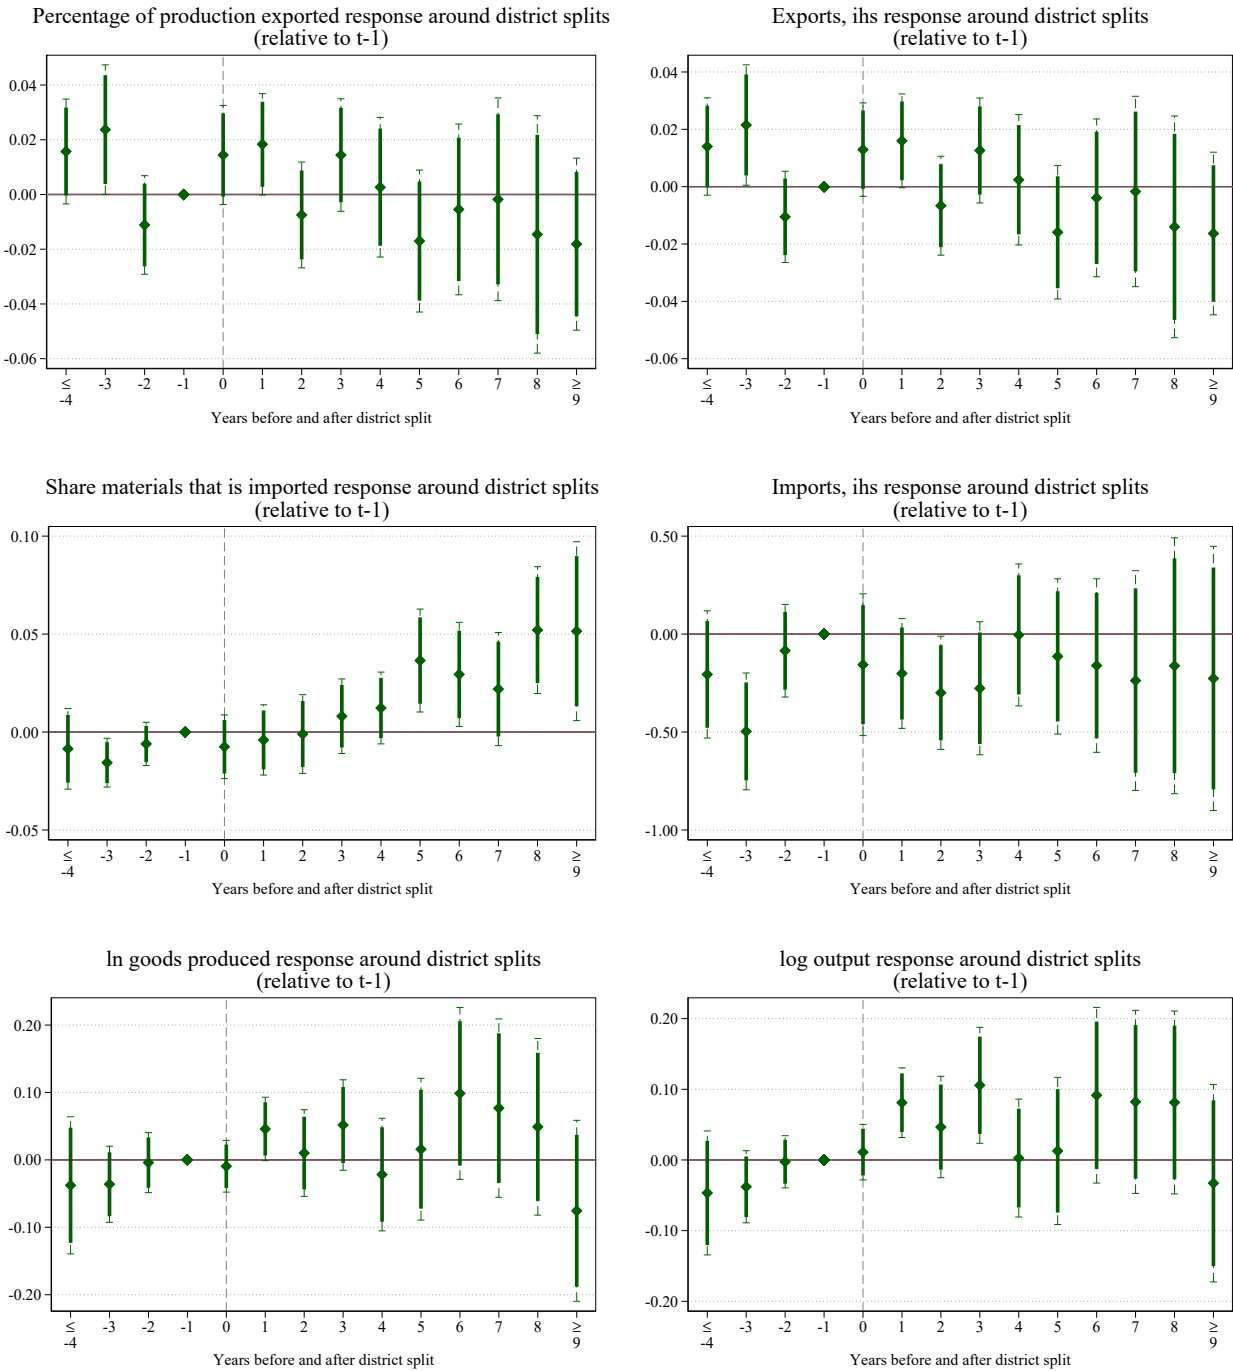 Percentage of production exported response around district splits
(relative to t-1)
0.04
0.02
0.00
-0.02
-0.04
-0.06
≤ -4 -3 -2 -1 0 1 2 3 4 5 6 7 8 ≥ 9
Years before and after district split
Exports, ihs response around district splits
(relative to t-1)
0.04
0.02
0.00
-0.02
-0.04
-0.06
≤ -4 -3 -2 -1 0 1 2 3 4 5 6 7 8 ≥ 9
Years before and after district split
Share materials that is imported response around district splits
(relative to t-1)
0.10
0.05
0.00
-0.05
≤ -4 -3 -2 -1 0 1 2 3 4 5 6 7 8 ≥ 9
Years before and after district split
Imports, ihs response around district splits
(relative to t-1)
0.50
0.00
-0.50
-1.00
≤ -4 -3 -2 -1 0 1 2 3 4 5 6 7 8 ≥ 9
Years before and after district split
ln goods produced response around district splits
(relative to t-1)
0.20
0.10
0.00
-0.10
-0.20
≤ -4 -3 -2 -1 0 1 2 3 4 5 6 7 8 ≥ 9
Years before and after district split
log output response around district splits
(relative to t-1)
0.20
0.10
0.00
-0.10
-0.20
≤ -4 -3 -2 -1 0 1 2 3 4 5 6 7 8 ≥ 9
Years before and after district split